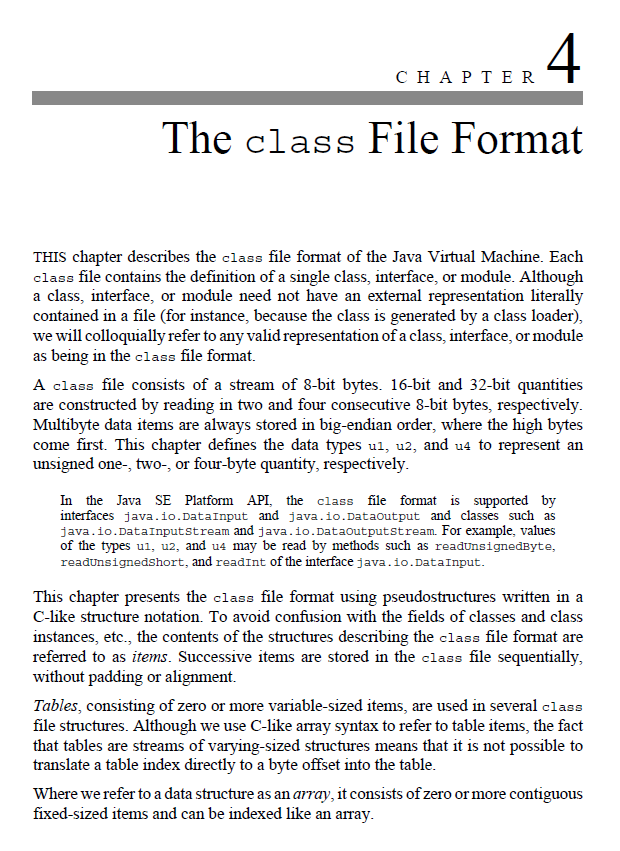 CHAPTER 4
The class File Format
THIS chapter describes the class file format of the Java Virtual Machine. Each
class file contains the definition of a single class, interface, or module. Although
a class, interface, or module need not have an external representation literally
contained in a file (for instance, because the class is generated by a class loader),
we will colloquially refer to any valid representation of a class, interface, or module
as being in the class file format.
A class file consists of a stream of 8-bit bytes. 16-bit and 32-bit quantities
are constructed by reading in two and four consecutive 8-bit bytes, respectively.
Multibyte data items are always stored in big-endian order, where the high bytes
come first. This chapter defines the data types u1, u2, and u4 to represent an
unsigned one-, two-, or four-byte quantity, respectively.
In the Java SE Platform API, the class file format is supported by
interfaces java.io.DataInput and java.io.DataOutput and classes such as
java.io.DataInputStream and java.io.DataOutputStream. For example, values
of the types u1, u2, and u4 may be read by methods such as readUnsignedByte,
readUnsignedShort, and readInt of the interface java.io.DataInput.
This chapter presents the class file format using pseudostructures written in a
C-like structure notation. To avoid confusion with the fields of classes and class
instances, etc., the contents of the structures describing the class file format are
referred to as items. Successive items are stored in the class file sequentially,
without padding or alignment.
Tables, consisting of zero or more variable-sized items, are used in several class
file structures. Although we use C-like array syntax to refer to table items, the fact
that tables are streams of varying-sized structures means that it is not possible to
translate a table index directly to a byte offset into the table.
Where we refer to a data structure as an array, it consists of zero or more contiguous
fixed-sized items and can be indexed like an array.